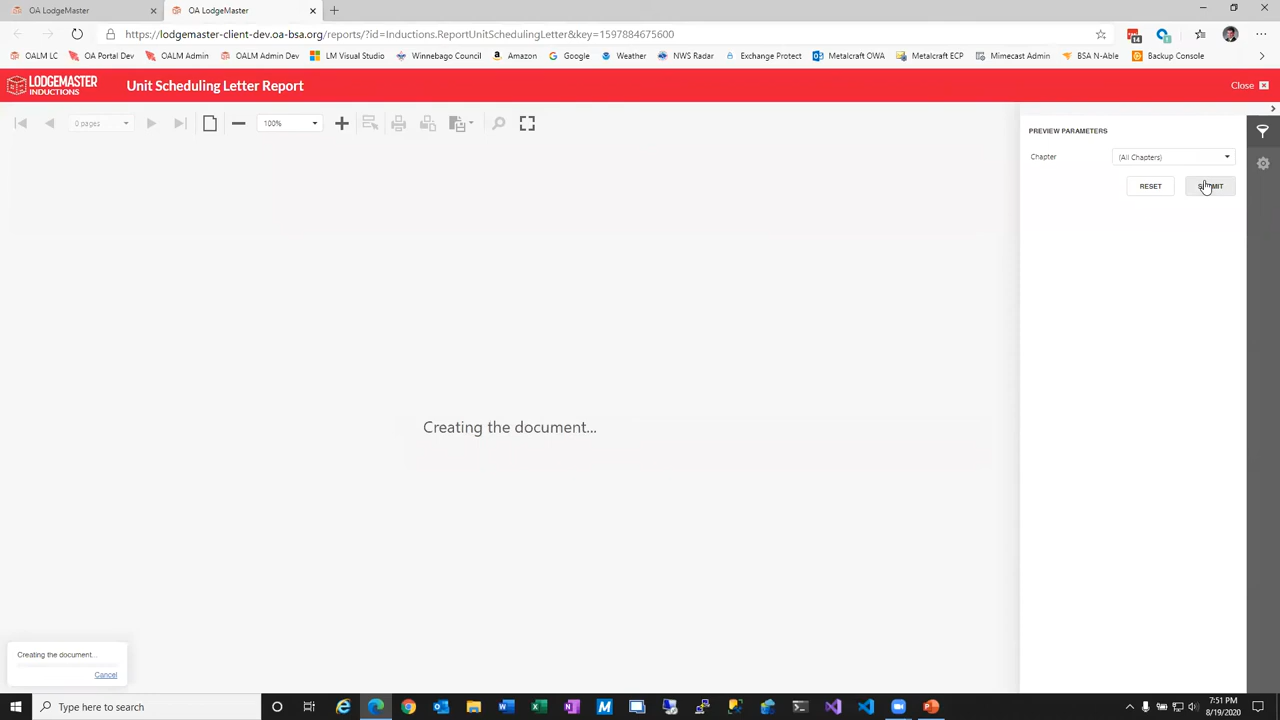 OA LodgeMaster
OA LodgeMaster
https://lodgemaster-client-dev.oa-bsa.org/reports/?id=Inductions.ReportUnitSchedulingLetter&key=1597884675600
14
OALM LC
OA Portal Dev
OALM Admin
OALM Admin Dev
LM Visual Studio
Winnebago Council
Amazon
Google
Weather
NWS Radar
Exchange Protect
Metalcraft OWA
Metalcraft ECP
Mimecast Admin
BSA N-Able
Backup Console
LODGEMASTER
INDUCTIONS
Unit Scheduling Letter Report
Close
0 pages
100%
PREVIEW PARAMETERS
Chapter
(All Chapters)
RESET
Creating the document...
Creating the document...
Cancel
Type here to search
7:51 PM
8/19/2020